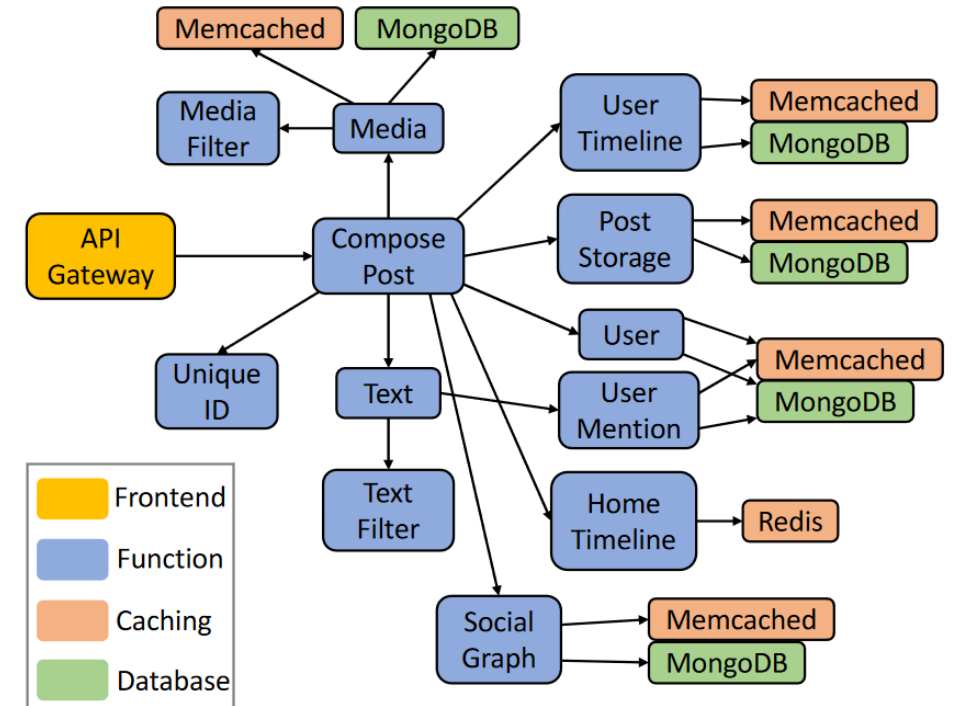 Memcached
MongoDB
Media
Filter
Media
User
Timeline
Memcached
MongoDB
API
Gateway
Compose
Post
Post
Storage
Memcached
MongoDB
User
Memcached
MongoDB
Unique
ID
Text
User
Mention
Text
Filter
Home
Timeline
Redis
Social
Graph
Memcached
MongoDB
Frontend
Function
Caching
Database